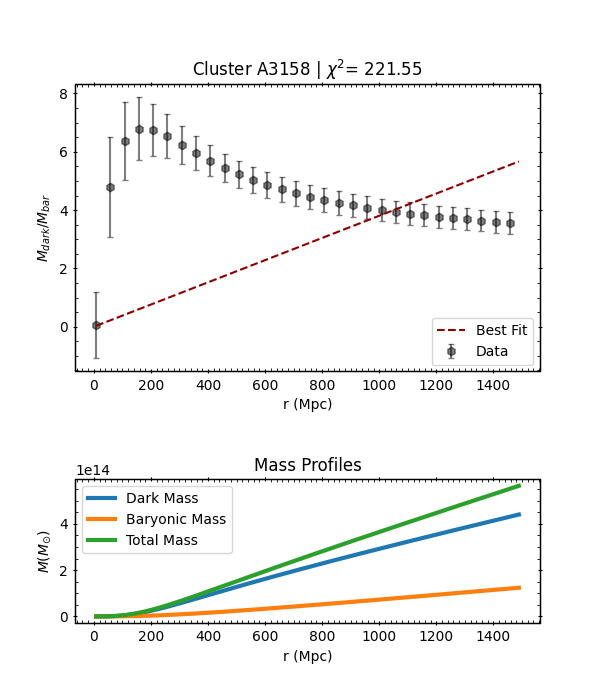 Cluster A3158 | χ²= 221.55
8
6
4
2
0
M_dark/M_bar
Best Fit
Data
0 200 400 600 800 1000 1200 1400
r (Mpc)
Mass Profiles
1e14
Dark Mass
Baryonic Mass
Total Mass
4
2
0
M(M⊙)
0 200 400 600 800 1000 1200 1400
r (Mpc)